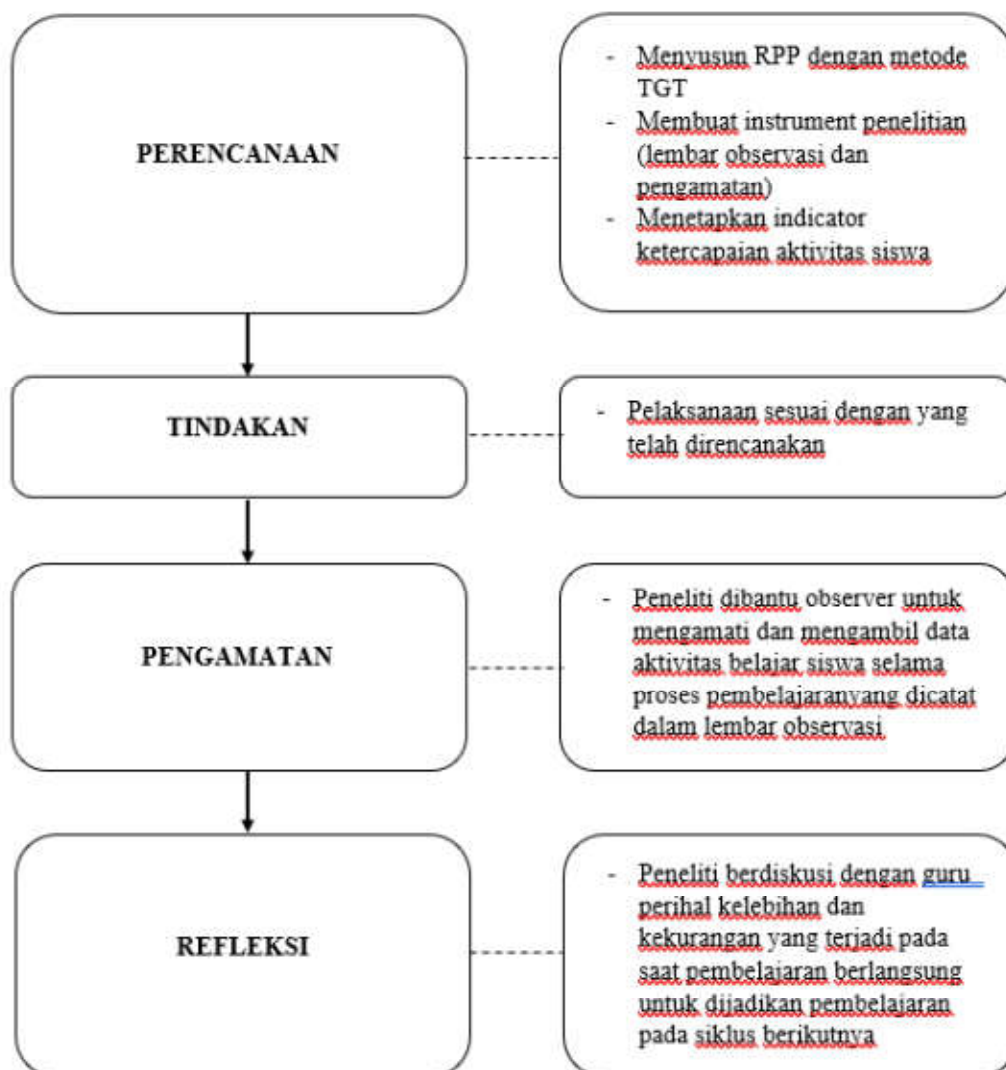 PERENCANAAN
- Menyusun RPP dengan metode
TGT
- Membuat instrument penelitian
(lembar observasi dan
pengamatan)
- Menetapkan indicator
ketercapaian aktivitas siswa
TINDAKAN
- Pelaksanaan sesuai dengan yang
telah direncanakan
PENGAMATAN
- Peneliti dibantu observer untuk
mengamati dan mengambil data
aktivitas belajar siswa selama
proses pembelajaranyang dicatat
dalam lembar observasi
REFLEKSI
- Peneliti berdiskusi dengan guru
perihal kelebihan dan
kekurangan yang terjadi pada
saat pembelajaran berlangsung
untuk dijadikan pembelajaran
pada siklus berikutnya